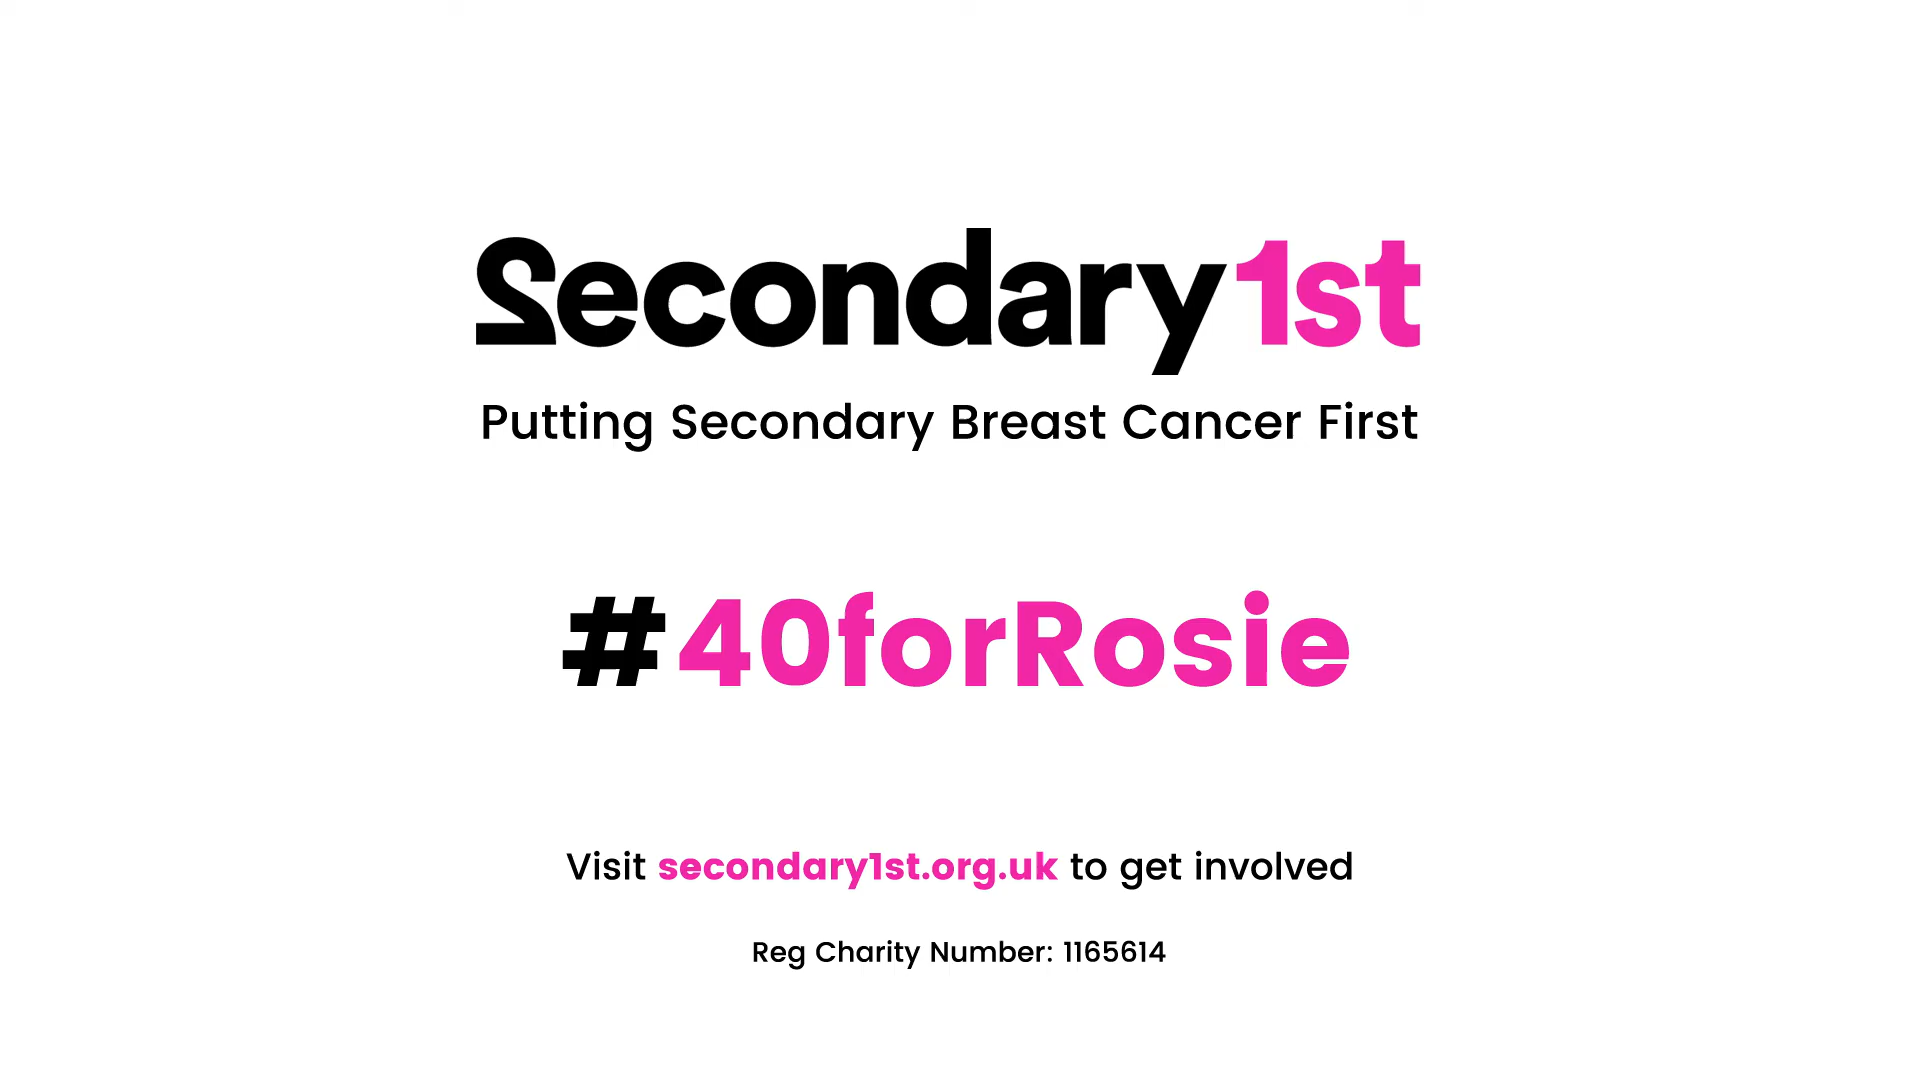 Secondary1st
Putting Secondary Breast Cancer First
#40forRosie
Visit secondary1st.org.uk to get involved
Reg Charity Number: 1165614